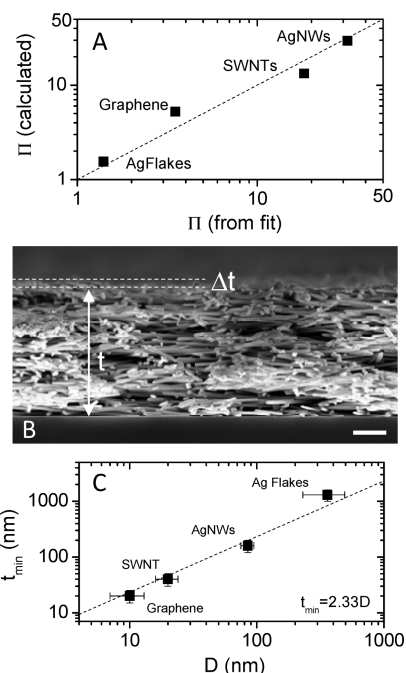 A
50
10
1
Π (calculated)
AgNWs
SWNTs
Graphene
AgFlakes
1
10
50
Π (from fit)
Δt
t
B
C
1000
100
10
t_min (nm)
Ag Flakes
AgNWs
SWNT
Graphene
t_min=2.33D
10
100
1000
D (nm)